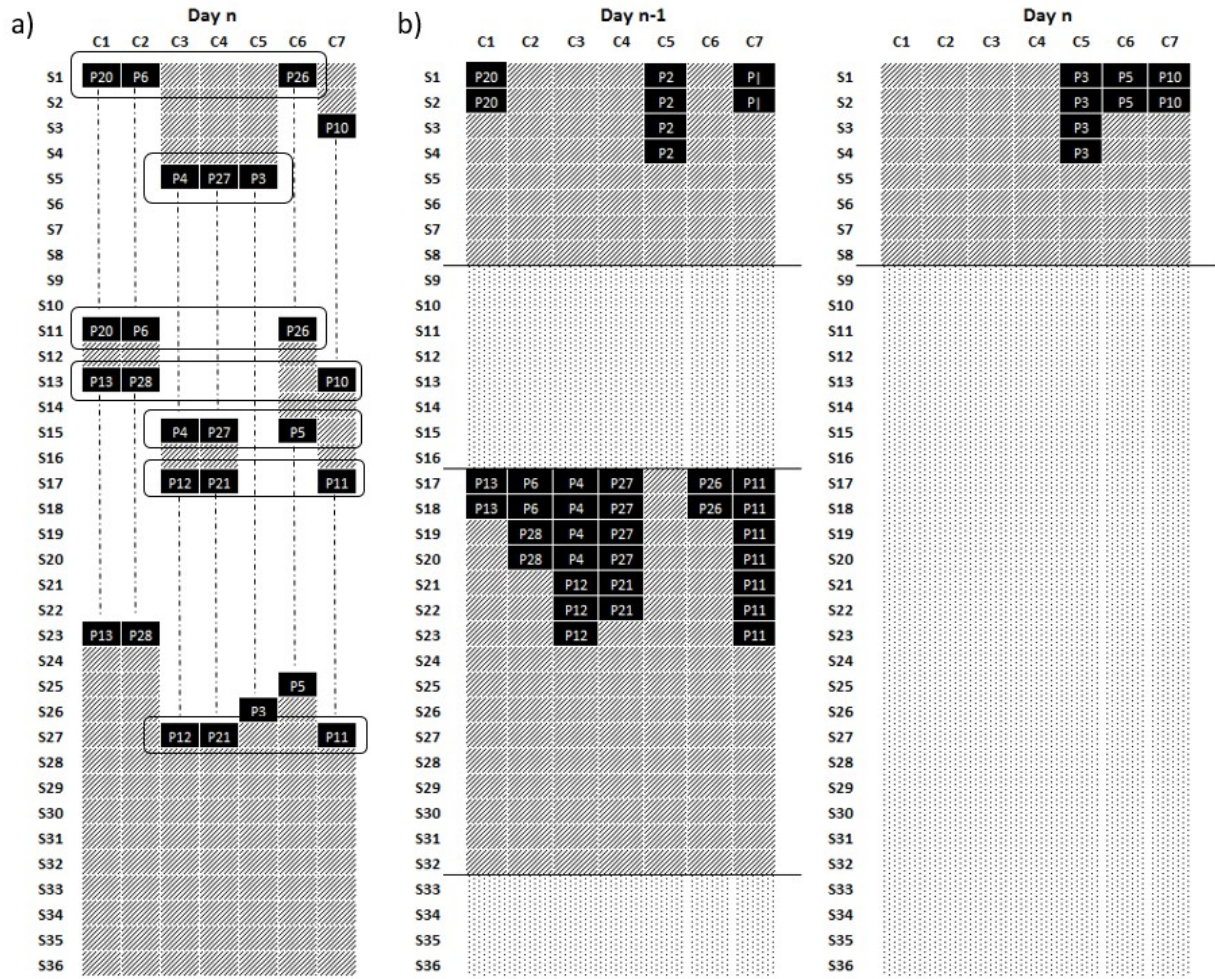 a) Day n
C1 C2 C3 C4 C5 C6 C7
S1 P20 P6 P26
S2
S3 P10
S4
S5 P4 P27 P3
S6
S7
S8
S9
S10
S11 P20 P6 P26
S12
S13 P13 P28 P10
S14
S15 P4 P27 P5
S16
S17 P12 P21 P11
S18
S19
S20
S21
S22
S23 P13 P28
S24
S25 P5
S26 P3
S27 P12 P21 P11
S28
S29
S30
S31
S32
S33
S34
S35
S36
b) Day n-1
C1 C2 C3 C4 C5 C6 C7
S1 P20 P2 P|
S2 P20 P2 P|
S3 P2
S4 P2
S5
S6
S7
S8
S9
S10
S11
S12
S13
S14
S15
S16
S17 P13 P6 P4 P27 P26 P11
S18 P13 P6 P4 P27 P26 P11
S19 P28 P4 P27 P11
S20 P28 P4 P27 P11
S21 P12 P21 P11
S22 P12 P21 P11
S23 P12 P11
S24
S25
S26
S27
S28
S29
S30
S31
S32
S33
S34
S35
S36
Day n
C1 C2 C3 C4 C5 C6 C7
S1 P3 P5 P10
S2 P3 P5 P10
S3 P3
S4 P3
S5
S6
S7
S8
S9
S10
S11
S12
S13
S14
S15
S16
S17
S18
S19
S20
S21
S22
S23
S24
S25
S26
S27
S28
S29
S30
S31
S32
S33
S34
S35
S36